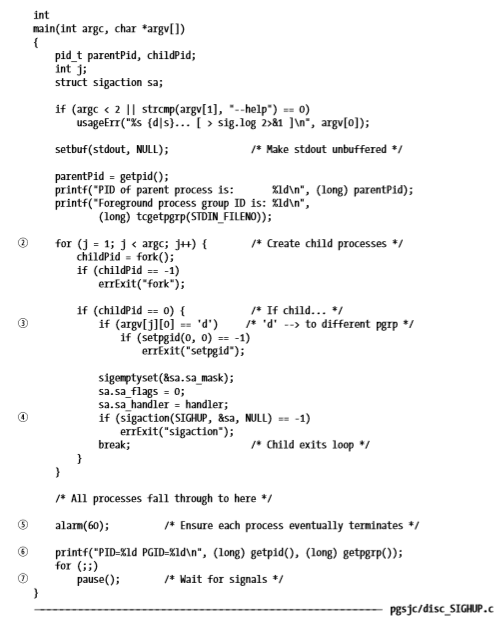 int
main(int argc, char *argv[])
{
    pid_t parentPid, childPid;
    int j;
    struct sigaction sa;

    if (argc < 2 || strcmp(argv[1], "--help") == 0)
        usageErr("%s {d|s}... [ > sig.log 2>&1 ]\n", argv[0]);

    setbuf(stdout, NULL);               /* Make stdout unbuffered */

    parentPid = getpid();
    printf("PID of parent process is:       %ld\n", (long) parentPid);
    printf("Foreground process group ID is: %ld\n",
            (long) tcgetpgrp(STDIN_FILENO));

②   for (j = 1; j < argc; j++) {        /* Create child processes */
        childPid = fork();
        if (childPid == -1)
            errExit("fork");

        if (childPid == 0) {            /* If child... */
③           if (argv[j][0] == 'd')      /* 'd' --> to different pgrp */
                if (setpgid(0, 0) == -1)
                    errExit("setpgid");

            sigemptyset(&sa.sa_mask);
            sa.sa_flags = 0;
            sa.sa_handler = handler;
④           if (sigaction(SIGHUP, &sa, NULL) == -1)
                errExit("sigaction");
            break;                      /* Child exits loop */
        }
    }

    /* All processes fall through to here */

⑤   alarm(60);          /* Ensure each process eventually terminates */

⑥   printf("PID=%ld PGID=%ld\n", (long) getpid(), (long) getpgrp());
    for (;;)
⑦       pause();        /* Wait for signals */
}
pgsjc/disc_SIGHUP.c